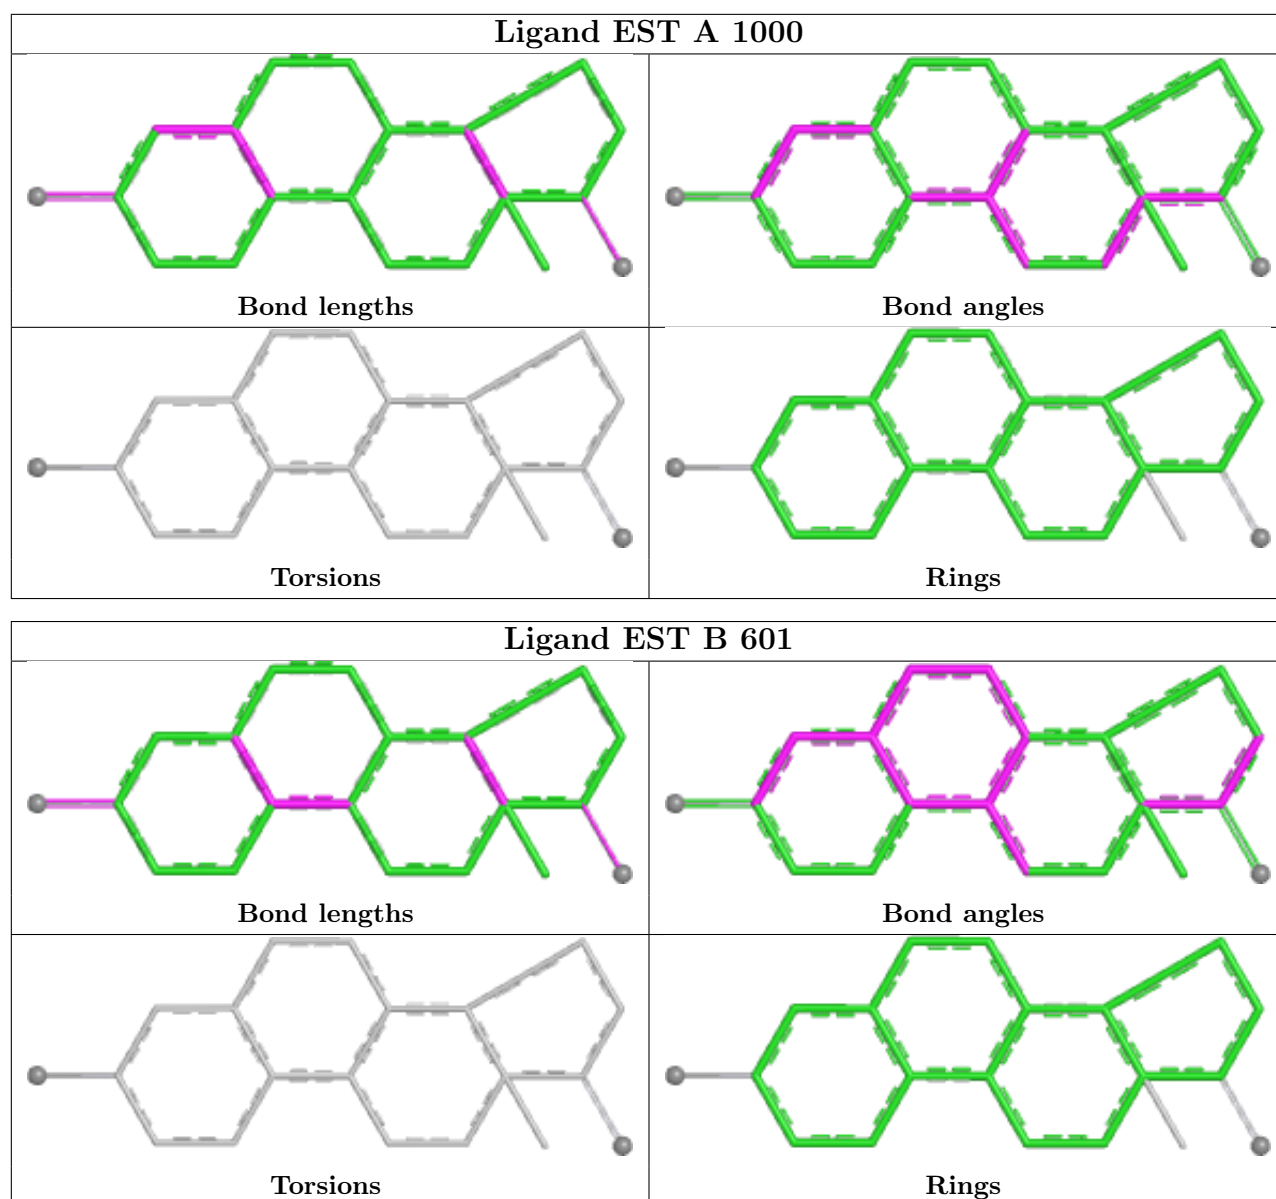 Ligand EST A 1000
Bond lengths
Bond angles
Torsions
Rings
Ligand EST B 601
Bond lengths
Bond angles
Torsions
Rings